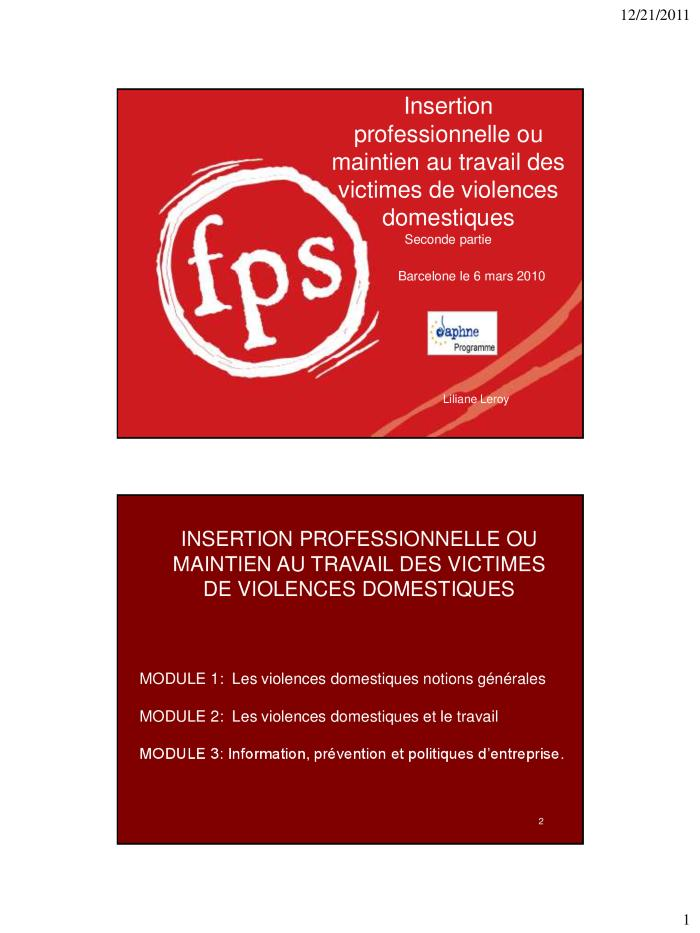 12/21/2011
Insertion
professionnelle ou
maintien au travail des
victimes de violences
domestiques
Seconde partie
Barcelone le 6 mars 2010
fps
daphne
Programme
Liliane Leroy
INSERTION PROFESSIONNELLE OU
MAINTIEN AU TRAVAIL DES VICTIMES
DE VIOLENCES DOMESTIQUES
MODULE 1: Les violences domestiques notions générales
MODULE 2: Les violences domestiques et le travail
MODULE 3: Information, prévention et politiques d'entreprise.
2
1